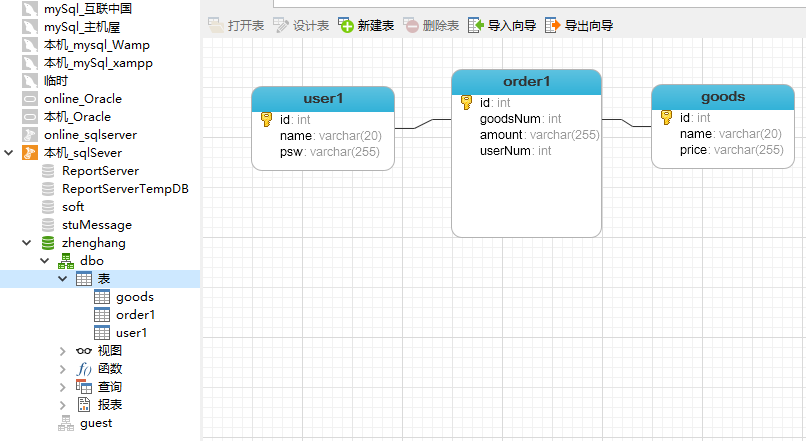 mySql_互联中国
mySql_主机屋
本机_mysql_Wamp
本机_mySql_xampp
临时
online_Oracle
本机_Oracle
online_sqlserver
本机_sqlSever
ReportServer
ReportServerTempDB
soft
stuMessage
zhenghang
dbo
表
goods
order1
user1
视图
f() 函数
查询
报表
guest
打开表 设计表 新建表 删除表 导入向导 导出向导
user1
id: int
name: varchar(20)
psw: varchar(255)
order1
id: int
goodsNum: int
amount: varchar(255)
userNum: int
goods
id: int
name: varchar(20)
price: varchar(255)